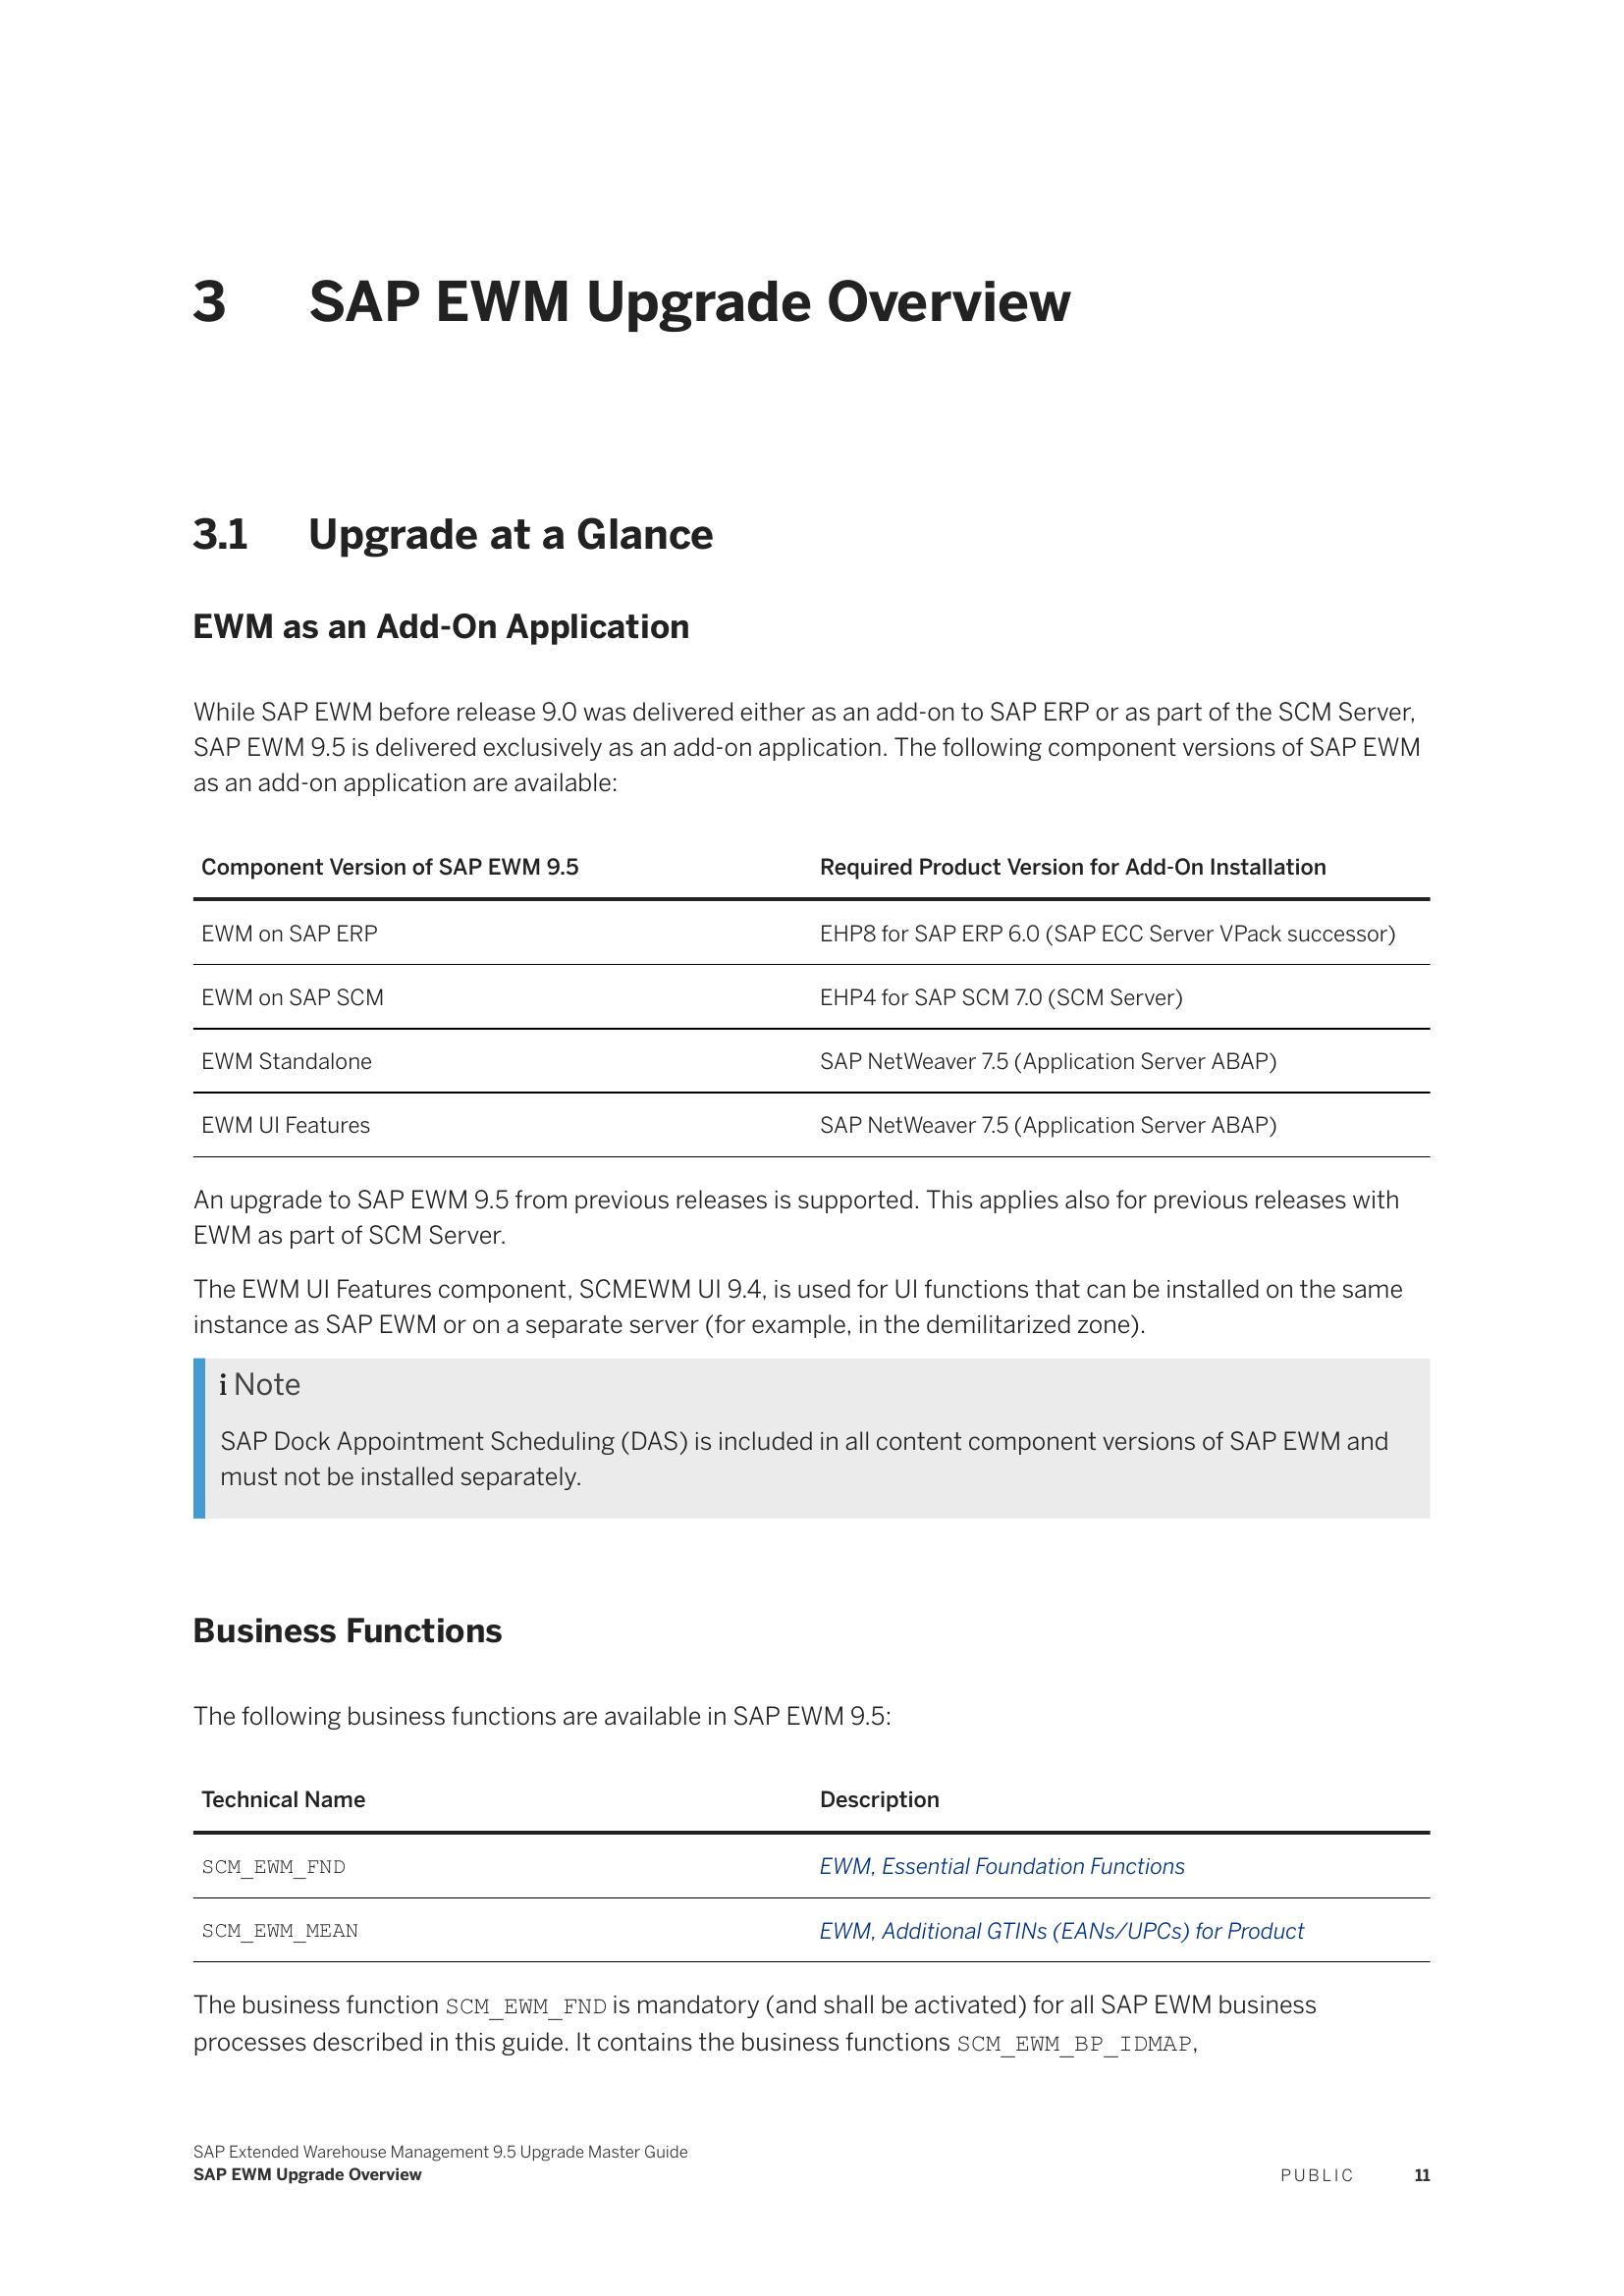 3 SAP EWM Upgrade Overview
3.1 Upgrade at a Glance
EWM as an Add-On Application
While SAP EWM before release 9.0 was delivered either as an add-on to SAP ERP or as part of the SCM Server,
SAP EWM 9.5 is delivered exclusively as an add-on application. The following component versions of SAP EWM
as an add-on application are available:
Component Version of SAP EWM 9.5 Required Product Version for Add-On Installation
EWM on SAP ERP EHP8 for SAP ERP 6.0 (SAP ECC Server VPack successor)
EWM on SAP SCM EHP4 for SAP SCM 7.0 (SCM Server)
EWM Standalone SAP NetWeaver 7.5 (Application Server ABAP)
EWM UI Features SAP NetWeaver 7.5 (Application Server ABAP)
An upgrade to SAP EWM 9.5 from previous releases is supported. This applies also for previous releases with
EWM as part of SCM Server.
The EWM UI Features component, SCMEWM UI 9.4, is used for UI functions that can be installed on the same
instance as SAP EWM or on a separate server (for example, in the demilitarized zone).
i Note
SAP Dock Appointment Scheduling (DAS) is included in all content component versions of SAP EWM and
must not be installed separately.
Business Functions
The following business functions are available in SAP EWM 9.5:
Technical Name Description
SCM_EWM_FND EWM, Essential Foundation Functions
SCM_EWM_MEAN EWM, Additional GTINs (EANs/UPCs) for Product
The business function SCM_EWM_FND is mandatory (and shall be activated) for all SAP EWM business
processes described in this guide. It contains the business functions SCM_EWM_BP_IDMAP,
SAP Extended Warehouse Management 9.5 Upgrade Master Guide
SAP EWM Upgrade Overview PUBLIC 11